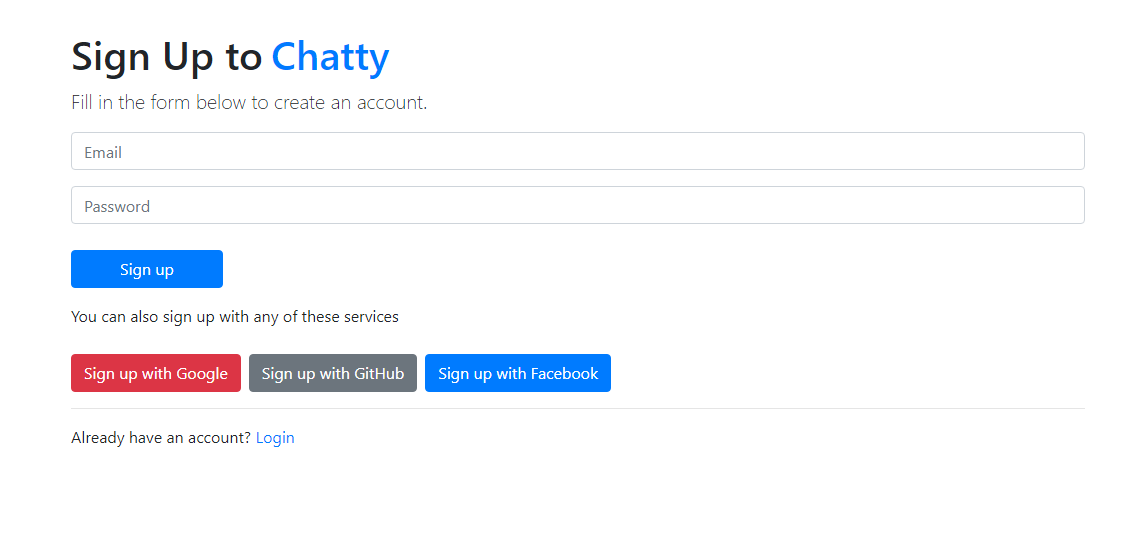 Sign Up to Chatty
Fill in the form below to create an account.
Email
Password
Sign up
You can also sign up with any of these services
Sign up with Google Sign up with GitHub Sign up with Facebook
Already have an account? Login